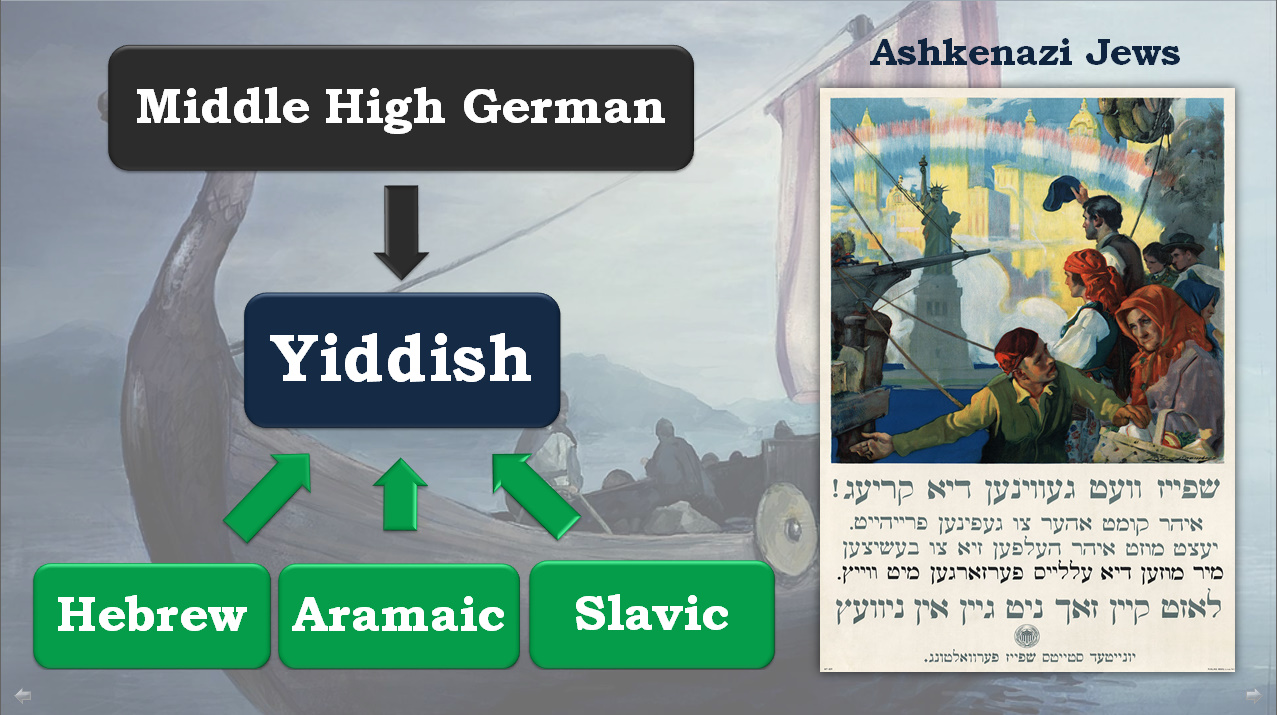 Ashkenazi Jews
Middle High German
Yiddish
Hebrew
Aramaic
Slavic
שפייז וועט געווינען דיא קריעג!
איהר קומט אהער צו געפינען פרייהייט.
יעצט מוזט איהר העלפען זיא צו בעשיצען
מיר מוזען דיא עללייס פערזארגען מיט ווייץ.
לאזט קיין זאך ניט גיין אין ניוועץ
יונייטעד סטייטס שפייז פערוואלטונג.